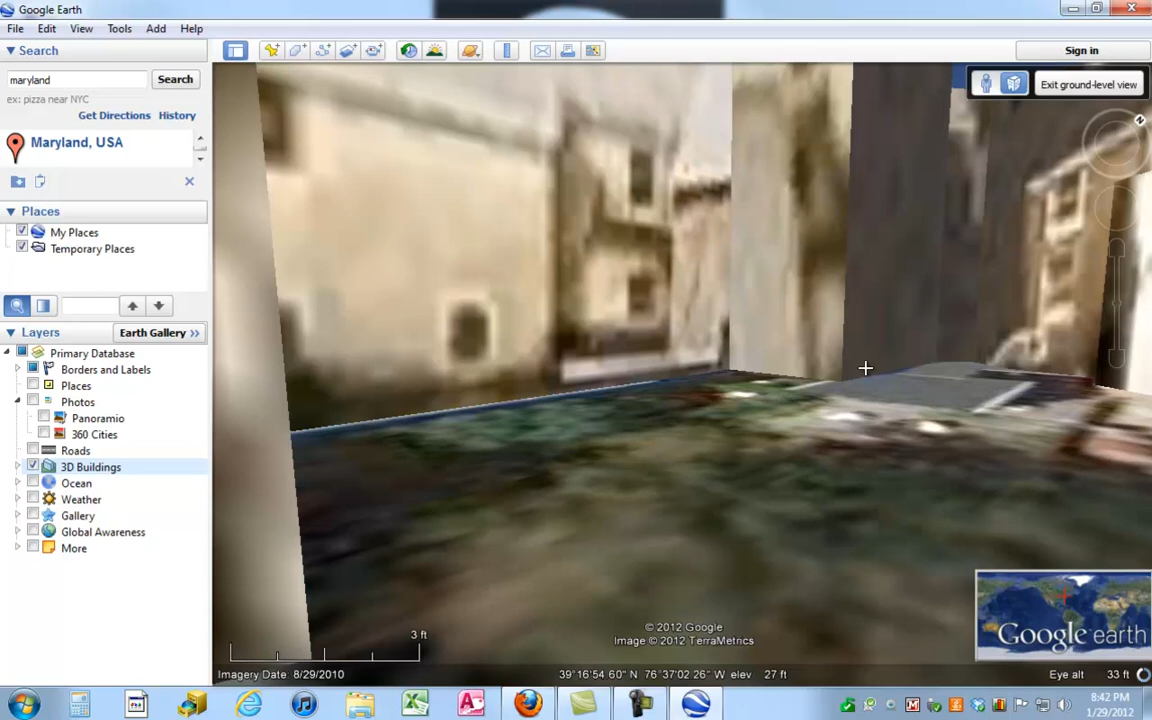 Google Earth
File Edit View Tools Add Help
Search
Sign in
maryland
Search
Exit ground-level view
ex: pizza near NYC
Get Directions History
N
Maryland, USA
Places
My Places
Temporary Places
Layers
Earth Gallery >>
Primary Database
Borders and Labels
Places
Photos
Panoramio
360 Cities
Roads
3D Buildings
Ocean
Weather
Gallery
Global Awareness
More
3 ft
© 2012 Google
Image © 2012 TerraMetrics
Google earth
Imagery Date: 8/29/2010
39°16'54 60" N 76°37'02 26" W elev 27 ft
Eye alt 33 ft
8:42 PM
1/29/2012